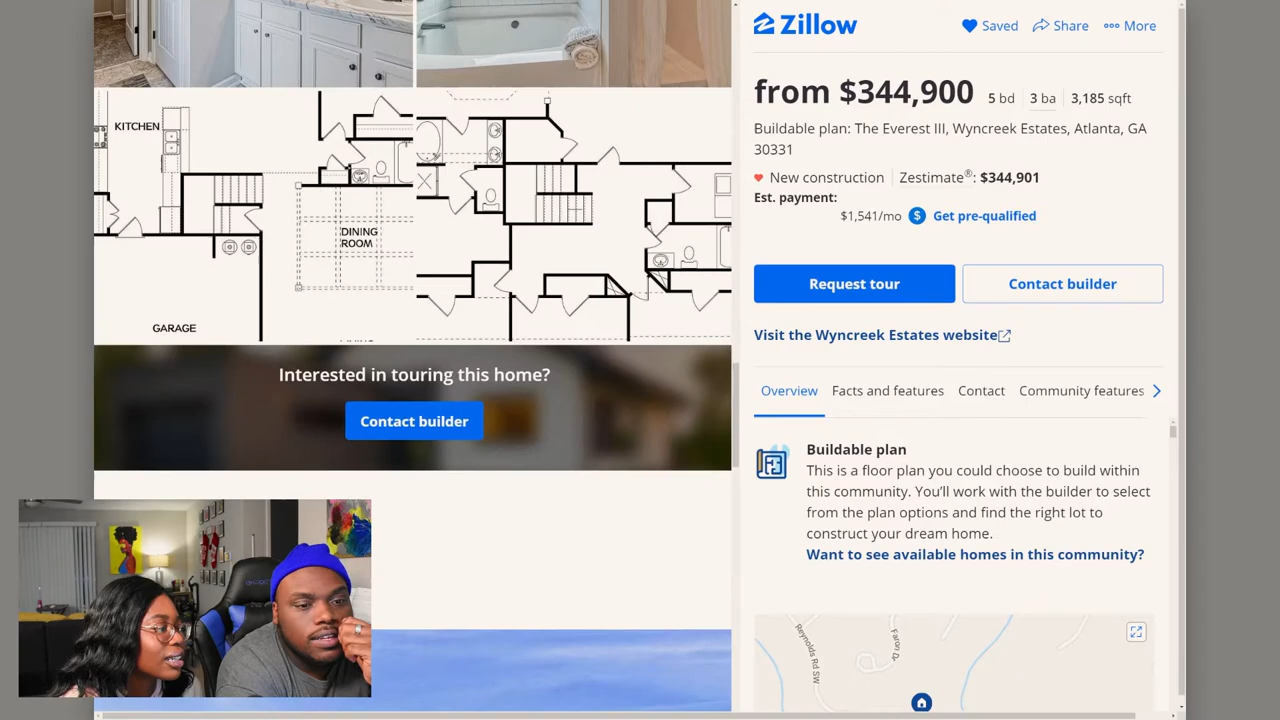 KITCHEN
DINING
ROOM
GARAGE
Interested in touring this home?
Contact builder
Zillow
Saved
Share
More
from $344,900
5 bd
3 ba
3,185 sqft
Buildable plan: The Everest III, Wyncreek Estates, Atlanta, GA
30331
New construction
Zestimate®: $344,901
Est. payment:
$1,541/mo
$
Get pre-qualified
Request tour
Contact builder
Visit the Wyncreek Estates website
Overview
Facts and features
Contact
Community features
Buildable plan
This is a floor plan you could choose to build within
this community. You’ll work with the builder to select
from the plan options and find the right lot to
construct your dream home.
Want to see available homes in this community?
Reynolds Rd SW
Faron D